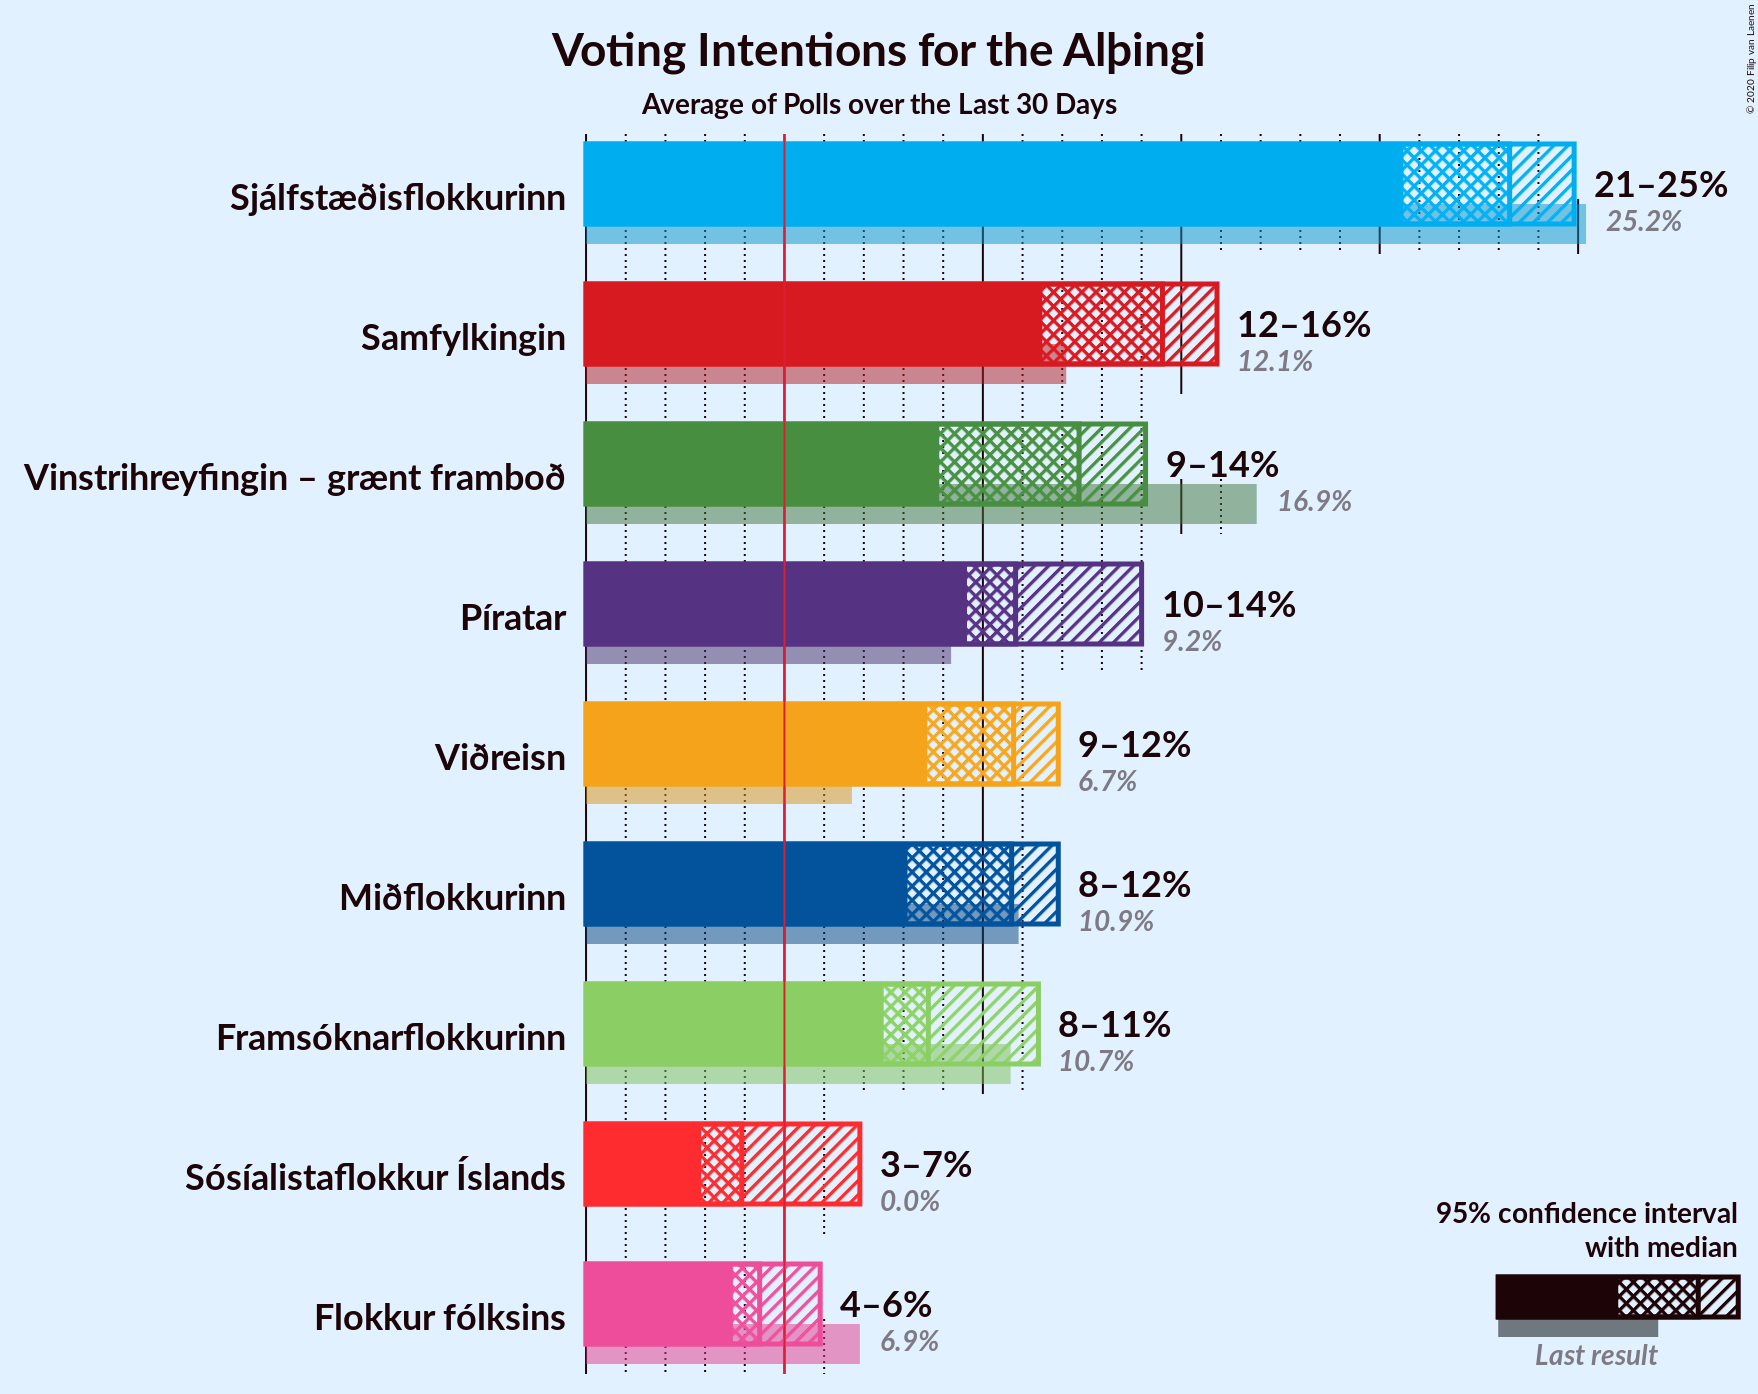 Voting Intentions for the Alþingi
Average of Polls over the Last 30 Days
© 2020 Filip van Laenen
Sjálfstæðisflokkurinn
21–25%
25.2%
Samfylkingin
12–16%
12.1%
Vinstrihreyfingin – grænt framboð
9–14%
16.9%
Píratar
10–14%
9.2%
Viðreisn
9–12%
6.7%
Miðflokkurinn
8–12%
10.9%
Framsóknarflokkurinn
8–11%
10.7%
Sósíalistaflokkur Íslands
3–7%
0.0%
Flokkur fólksins
4–6%
6.9%
95% confidence interval
with median
Last result